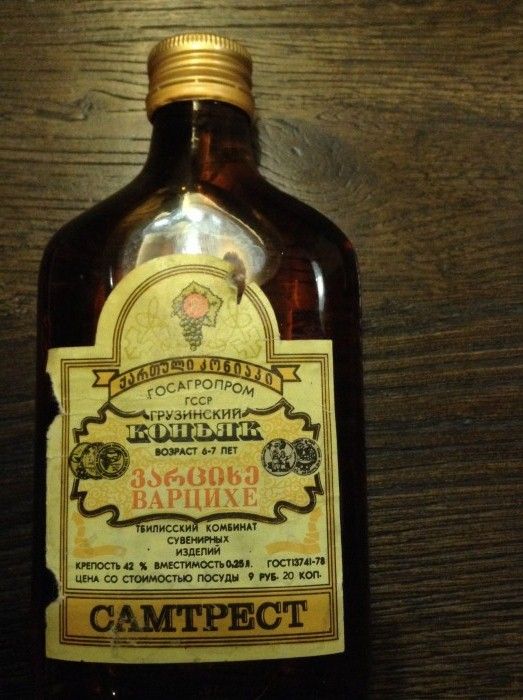 ქართული კონიაკი
ГОСАГРОПРОМ
ГССР
ГРУЗИНСКИЙ
КОНЬЯК
ВОЗРАСТ 6-7 ЛЕТ
ვარციხე
ВАРЦИХЕ
ТБИЛИССКИЙ КОМБИНАТ
СУВЕНИРНЫХ
ИЗДЕЛИЙ
КРЕПОСТЬ 42 % ВМЕСТИМОСТЬ 0,25 Л. ГОСТ13741-78
ЦЕНА СО СТОИМОСТЬЮ ПОСУДЫ 9 РУБ. 20 КОП.
САМТРЕСТ